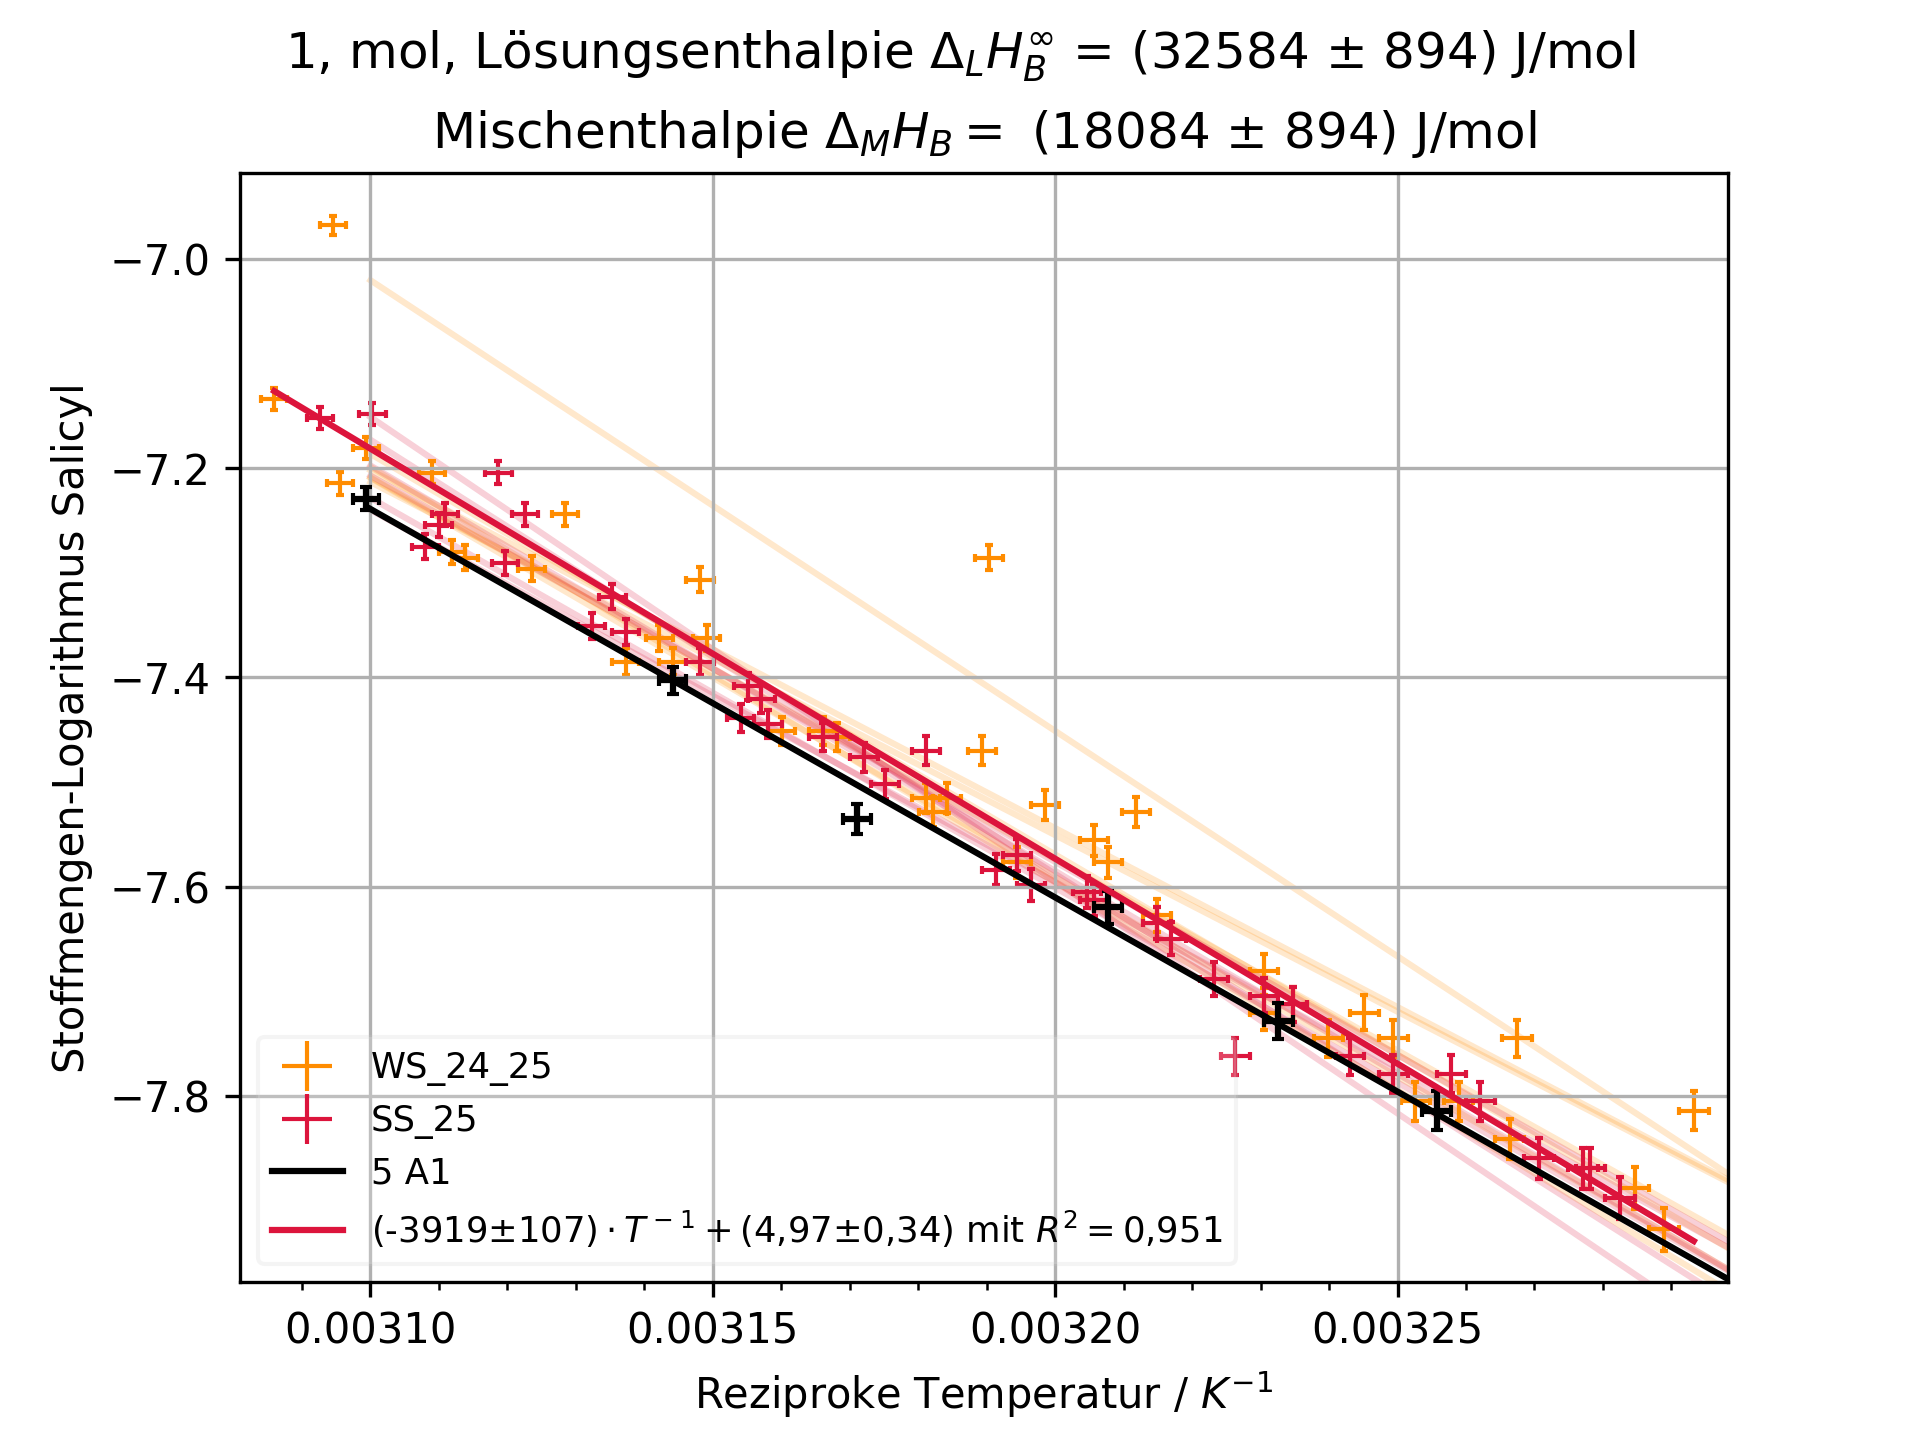 1, mol, Lösungsenthalpie Δ_L H_B^∞ = (32584 ± 894) J/mol
Mischenthalpie Δ_M H_B = (18084 ± 894) J/mol
Stoffmengen-Logarithmus Salicyl
−7.0
−7.2
−7.4
−7.6
−7.8
WS_24_25
SS_25
5 A1
(-3919±107) · T^−1 + (4,97±0,34) mit R^2 = 0,951
0.00310 0.00315 0.00320 0.00325
Reziproke Temperatur / K^−1